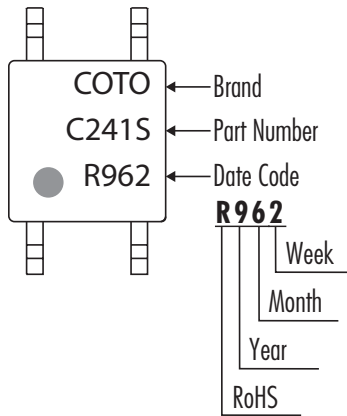 COTO
Brand
C241S
Part Number
R962
Date Code
R962
Week
Month
Year
RoHS